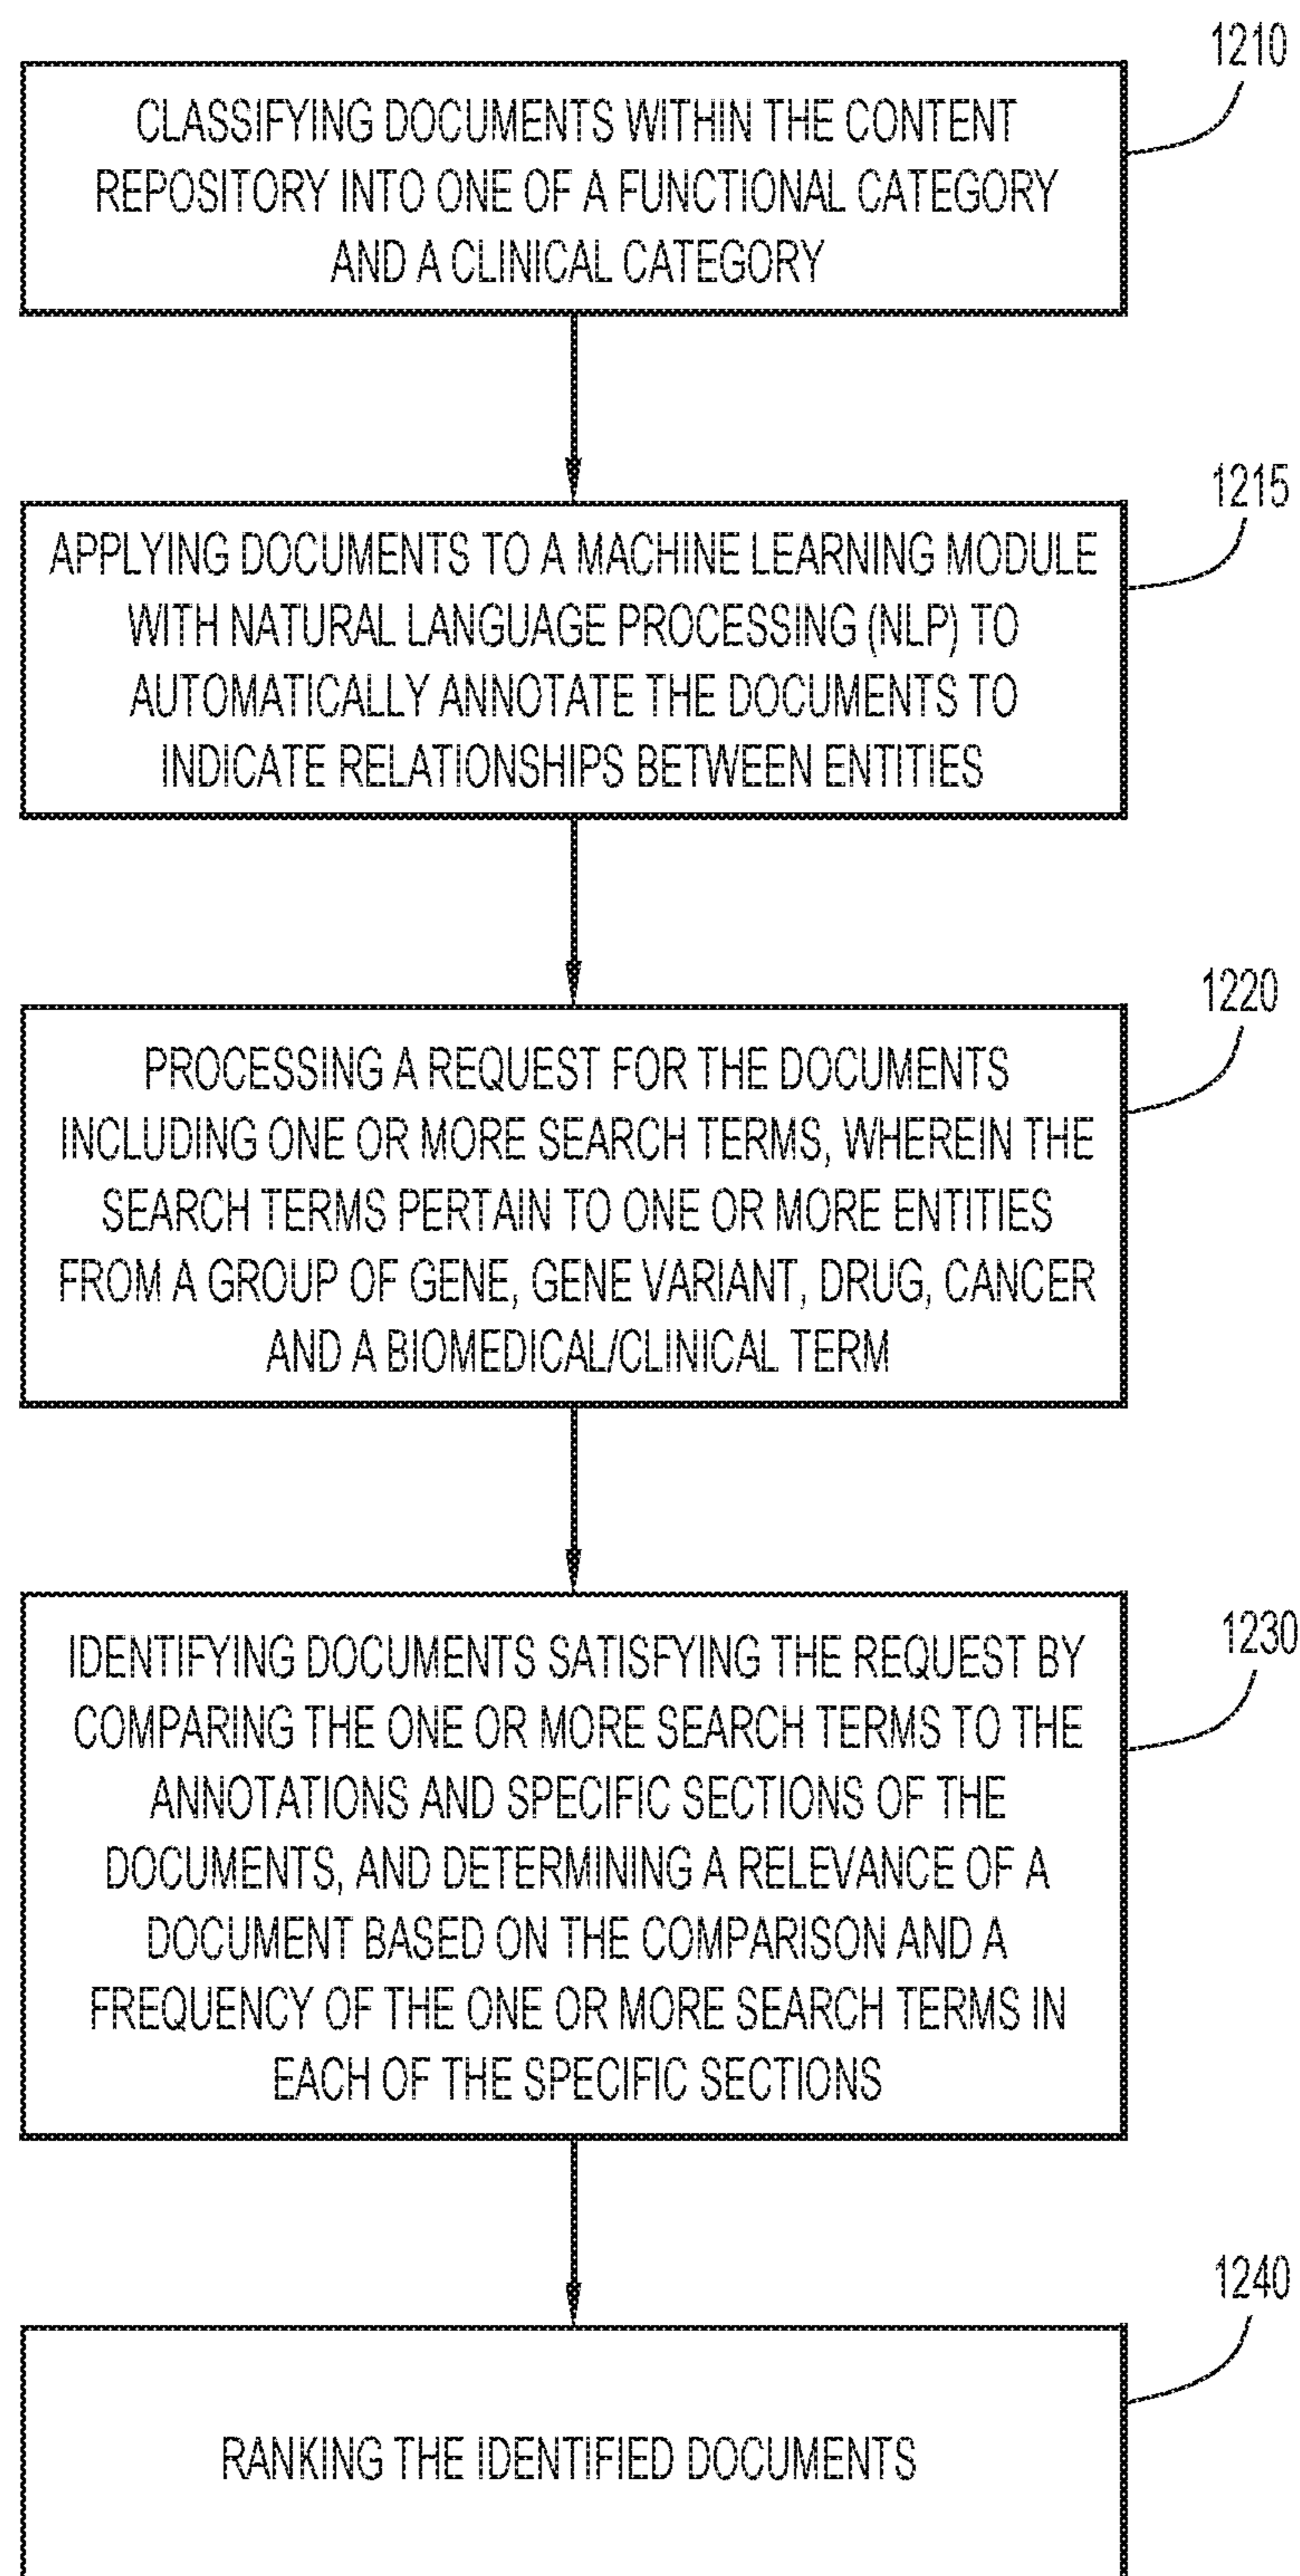 1210
CLASSIFYING DOCUMENTS WITHIN THE CONTENT
REPOSITORY INTO ONE OF A FUNCTIONAL CATEGORY
AND A CLINICAL CATEGORY
1215
APPLYING DOCUMENTS TO A MACHINE LEARNING MODULE
WITH NATURAL LANGUAGE PROCESSING (NLP) TO
AUTOMATICALLY ANNOTATE THE DOCUMENTS TO
INDICATE RELATIONSHIPS BETWEEN ENTITIES
1220
PROCESSING A REQUEST FOR THE DOCUMENTS
INCLUDING ONE OR MORE SEARCH TERMS, WHEREIN THE
SEARCH TERMS PERTAIN TO ONE OR MORE ENTITIES
FROM A GROUP OF GENE, GENE VARIANT, DRUG, CANCER
AND A BIOMEDICAL/CLINICAL TERM
1230
IDENTIFYING DOCUMENTS SATISFYING THE REQUEST BY
COMPARING THE ONE OR MORE SEARCH TERMS TO THE
ANNOTATIONS AND SPECIFIC SECTIONS OF THE
DOCUMENTS, AND DETERMINING A RELEVANCE OF A
DOCUMENT BASED ON THE COMPARISON AND A
FREQUENCY OF THE ONE OR MORE SEARCH TERMS IN
EACH OF THE SPECIFIC SECTIONS
1240
RANKING THE IDENTIFIED DOCUMENTS